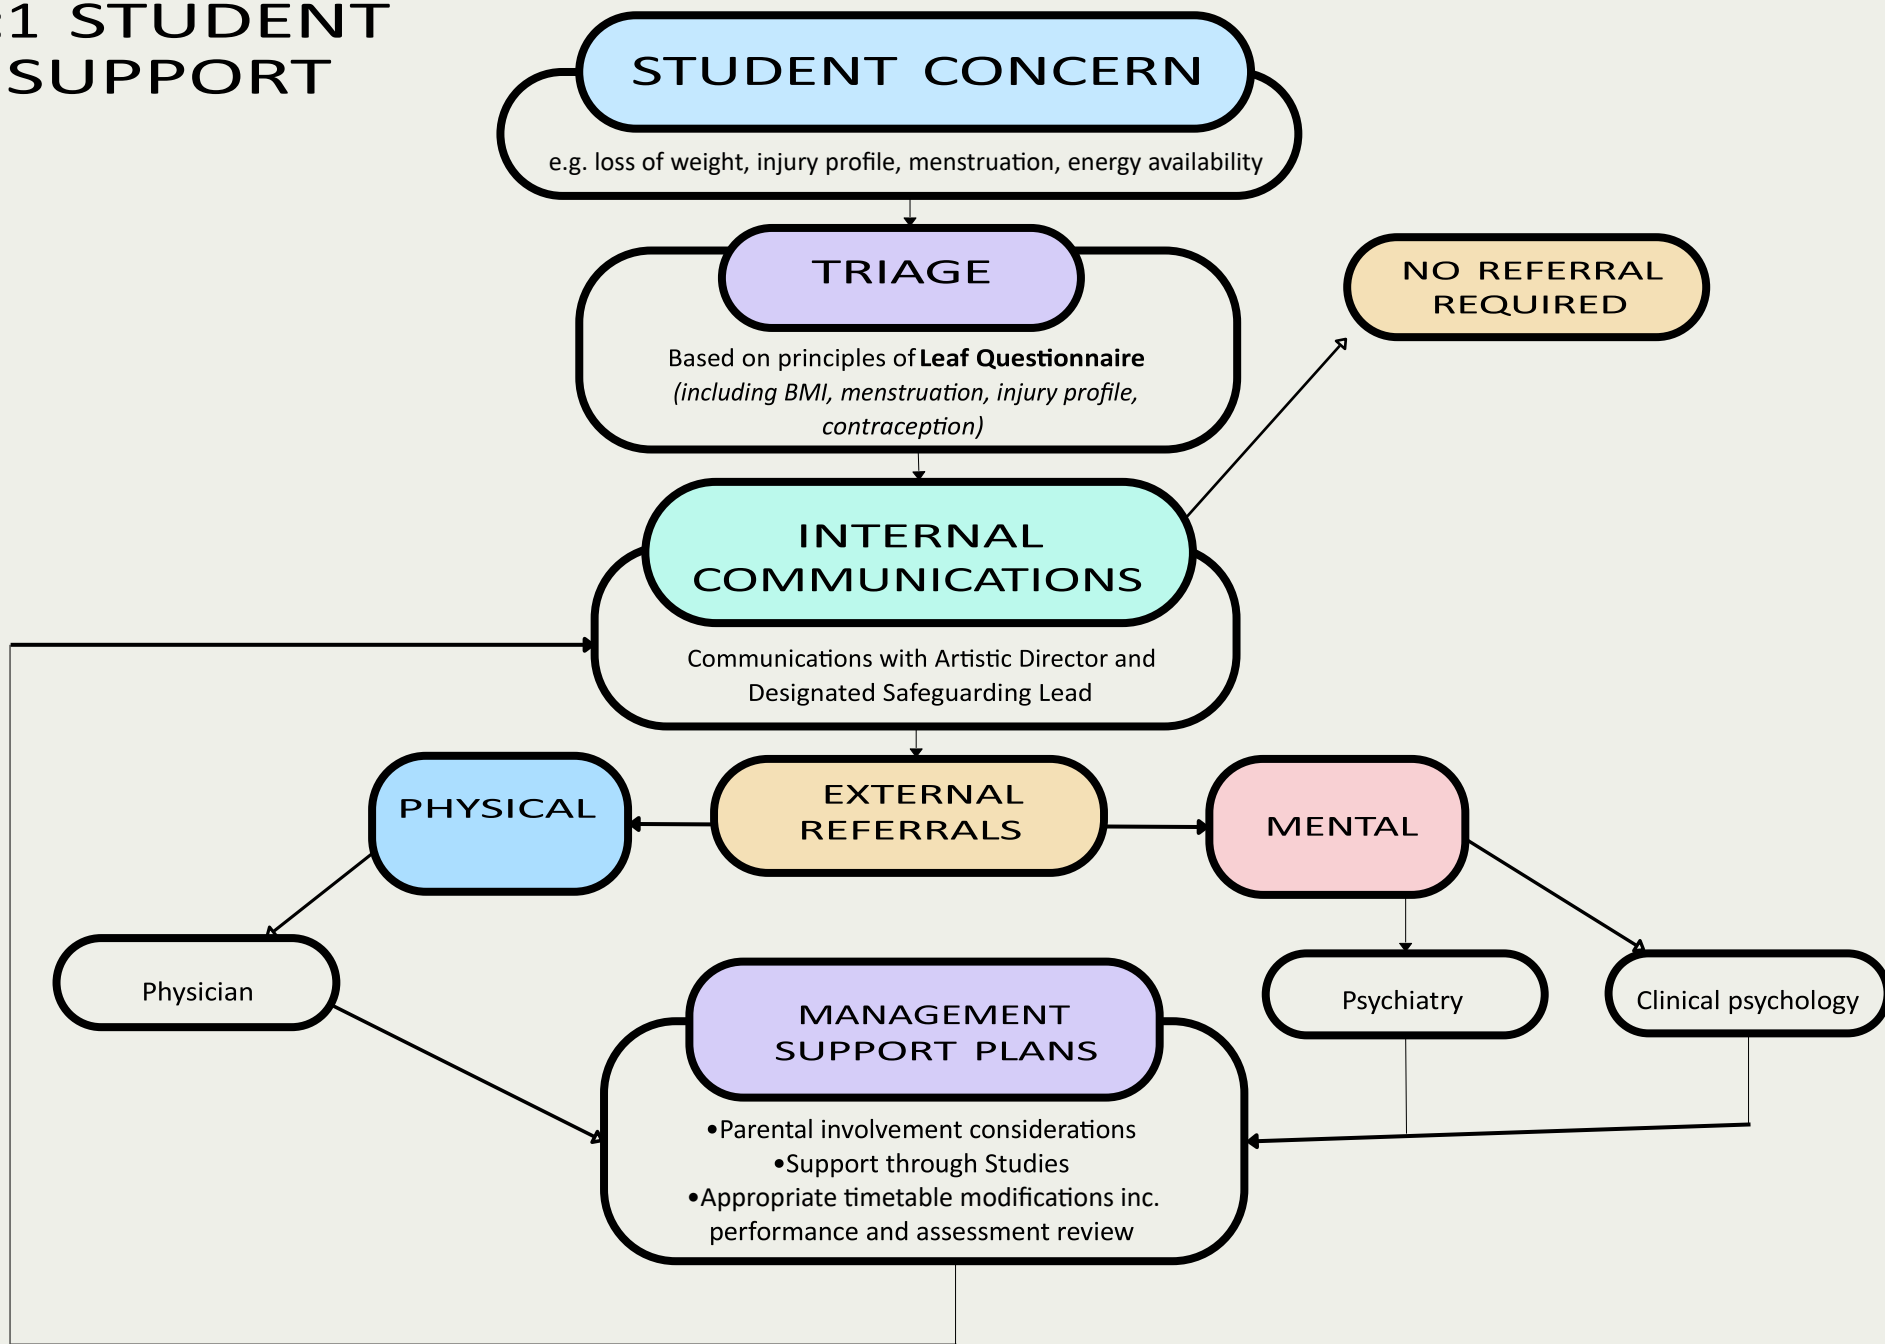 :1 STUDENT
SUPPORT
STUDENT CONCERN
e.g. loss of weight, injury profile, menstruation, energy availability
TRIAGE
Based on principles of Leaf Questionnaire
(including BMI, menstruation, injury profile,
contraception)
NO REFERRAL
REQUIRED
INTERNAL
COMMUNICATIONS
Communications with Artistic Director and
Designated Safeguarding Lead
PHYSICAL
EXTERNAL
REFERRALS
MENTAL
Physician
Psychiatry
Clinical psychology
MANAGEMENT
SUPPORT PLANS
•Parental involvement considerations
•Support through Studies
•Appropriate timetable modifications inc.
performance and assessment review